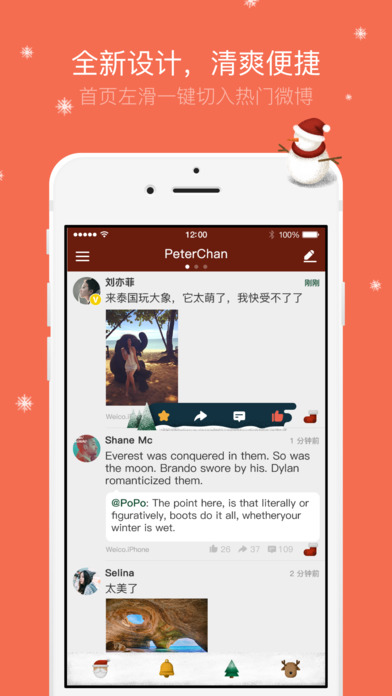 全新设计，清爽便捷
首页左滑一键切入热门微博
12:00
100%
PeterChan
刘亦菲
刚刚
来泰国玩大象，它太萌了，我快受不了了
Weico.iPhone
Shane Mc
1 分钟前
Everest was conquered in them. So was
the moon. Brando swore by his. Dylan
romanticized them.
@PoPo: The point here, is that literally or
figuratively, boots do it all, whetheryour
winter is wet.
Weico.iPhone
26
37
109
Selina
2 分钟前
太美了